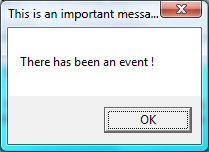 This is an important messa...
There has been an event !
OK